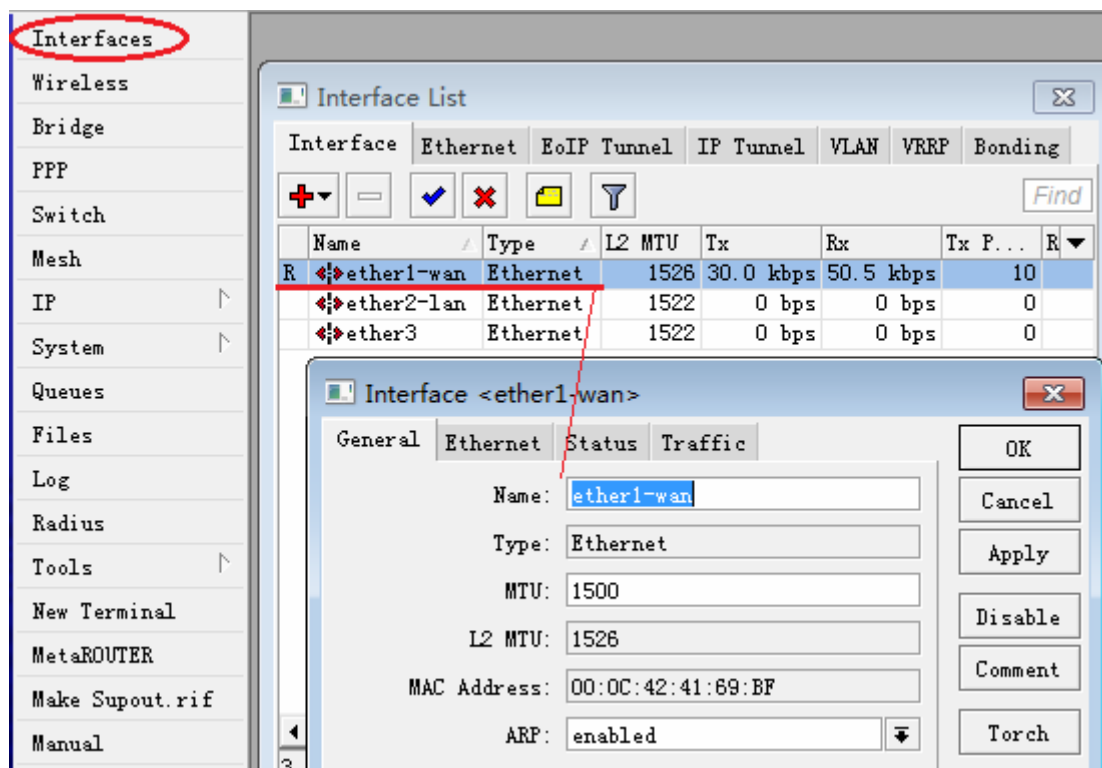 Interfaces
Wireless
Bridge
PPP
Switch
Mesh
IP
System
Queues
Files
Log
Radius
Tools
New Terminal
MetaROUTER
Make Supout.rif
Manual
Interface List
Interface Ethernet EoIP Tunnel IP Tunnel VLAN VRRP Bonding
Find
Name Type L2 MTU Tx Rx Tx P... R
R ether1-wan Ethernet 1526 30.0 kbps 50.5 kbps 10
ether2-lan Ethernet 1522 0 bps 0 bps 0
ether3 Ethernet 1522 0 bps 0 bps 0
Interface <ether1-wan>
General Ethernet Status Traffic
Name: ether1-wan
Type: Ethernet
MTU: 1500
L2 MTU: 1526
MAC Address: 00:0C:42:41:69:BF
ARP: enabled
OK
Cancel
Apply
Disable
Comment
Torch